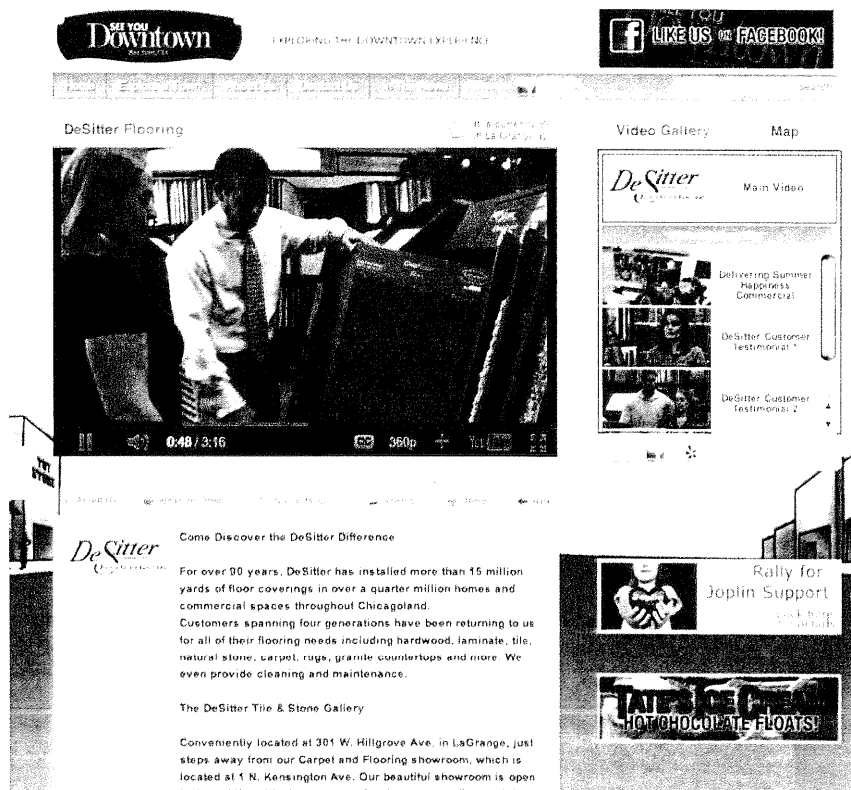 SEE YOU
Downtown
EXPLORING THE DOWNTOWN EXPERIENCE
LIKE US ON FACEBOOK!
Search
DeSitter Flooring
Video Gallery
Map
DeSitter
Main Video
Delivering Summer
Happiness
Commercial
DeSitter Customer
Testimonial 1
DeSitter Customer
Testimonial 2
0:48 / 3:16
CC
360p
TOY
STORE
DeSitter
Come Discover the DeSitter Difference
For over 90 years, DeSitter has installed more than 15 million
yards of floor coverings in over a quarter million homes and
commercial spaces throughout Chicagoland.
Customers spanning four generations have been returning to us
for all of their flooring needs including hardwood, laminate, tile,
natural stone, carpet, rugs, granite countertops and more. We
even provide cleaning and maintenance.
The DeSitter Tile & Stone Gallery
Conveniently located at 301 W. Hillgrove Ave. in LaGrange, just
steps away from our Carpet and Flooring showroom, which is
located at 1 N. Kensington Ave. Our beautiful showroom is open
Rally for
Joplin Support
TATE'S ICE CREAM
HOT CHOCOLATE FLOATS!